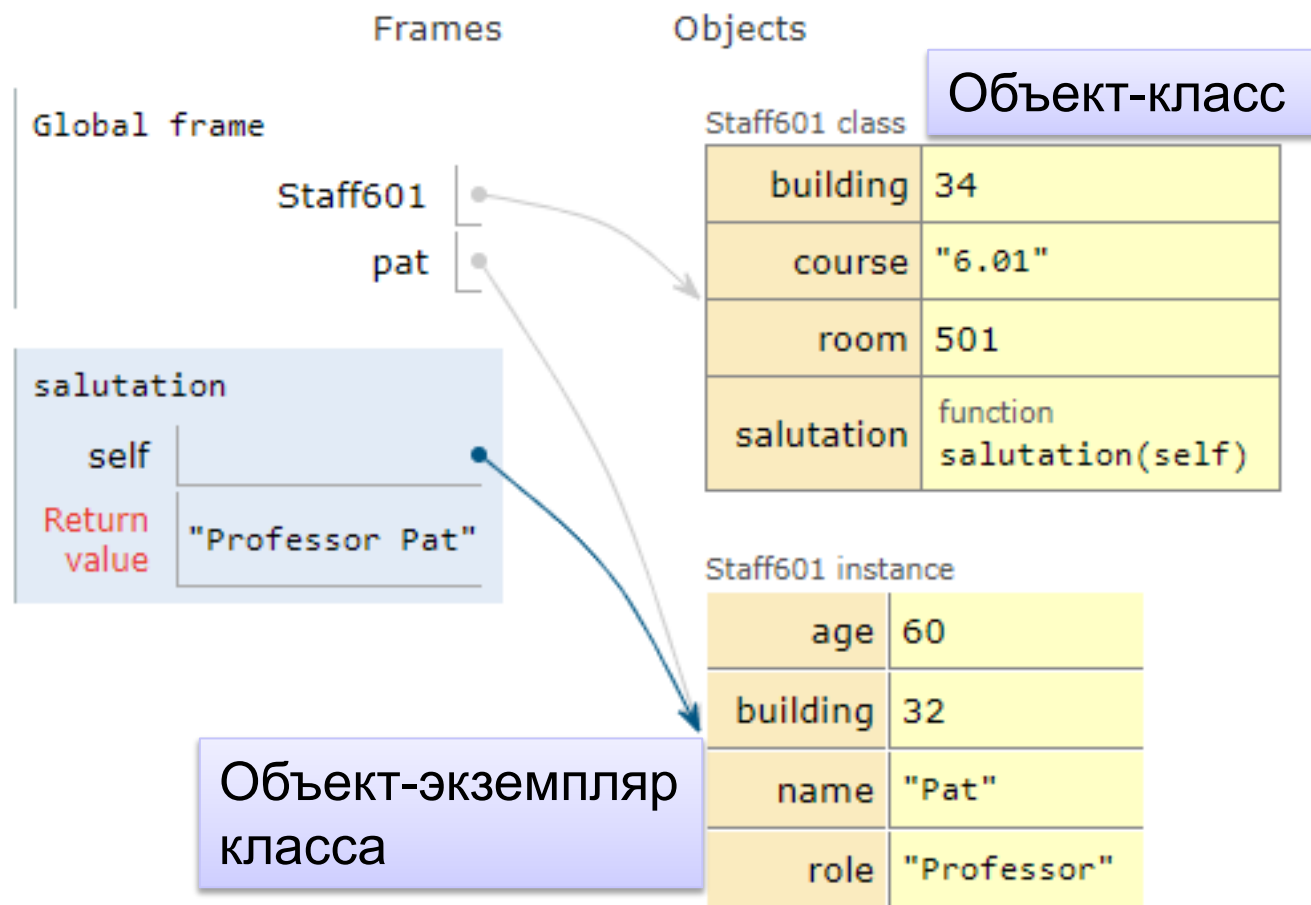 Frames
Objects
Объект-класс
Global frame
Staff601
pat
Staff601 class
building 34
course "6.01"
room 501
salutation function
salutation(self)
salutation
self
Return
value
"Professor Pat"
Staff601 instance
age 60
building 32
name "Pat"
role "Professor"
Объект-экземпляр
класса